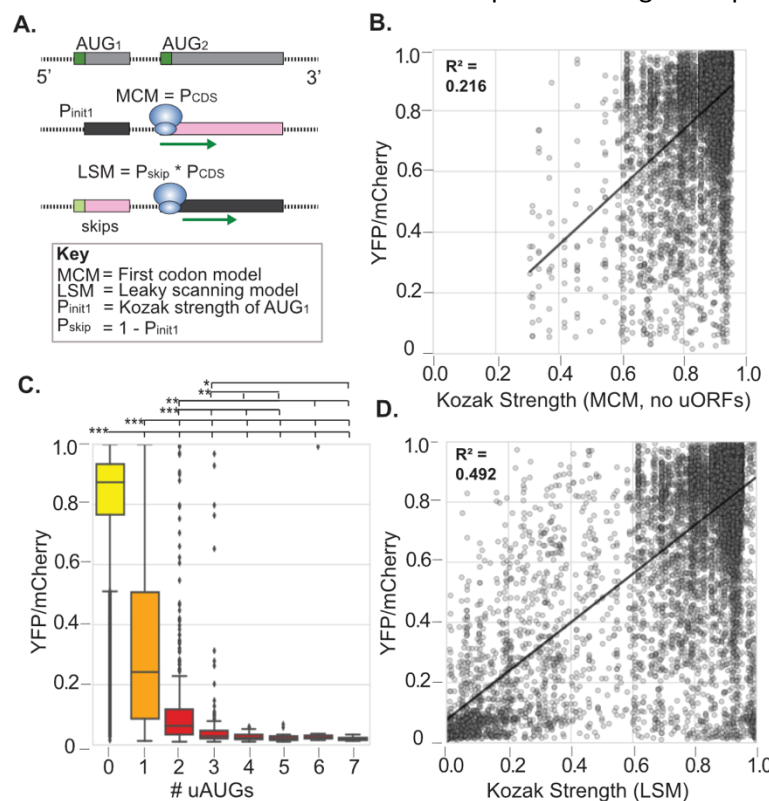 A.
AUG1 AUG2
5’ 3’
MCM = PCDS
Pinit1
LSM = Pskip * PCDS
skips
Key
MCM = First codon model
LSM = Leaky scanning model
Pinit1 = Kozak strength of AUG1
Pskip = 1 - Pinit1
B.
R² =
0.216
YFP/mCherry
1.0
0.8
0.6
0.4
0.2
0
0.0 0.2 0.4 0.6 0.8 1.0
Kozak Strength (MCM, no uORFs)
C.
*
**
**
***
***
***
YFP/mCherry
1.0
0.8
0.6
0.4
0.2
0
0 1 2 3 4 5 6 7
# uAUGs
D.
R² =
0.492
YFP/mCherry
1.0
0.8
0.6
0.4
0.2
0
0.0 0.2 0.4 0.6 0.8 1.0
Kozak Strength (LSM)